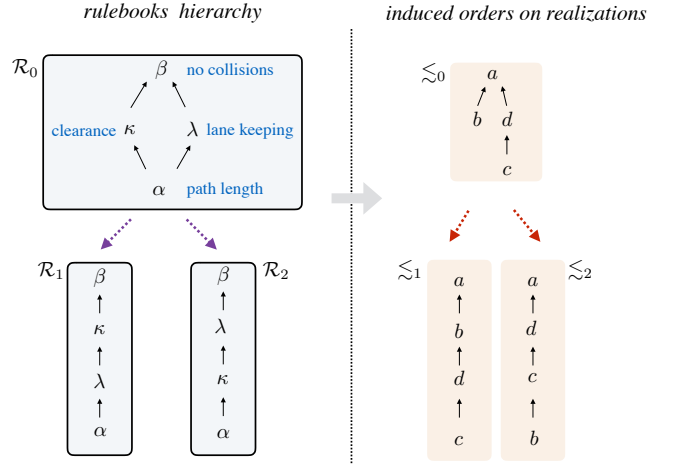 rulebooks hierarchy
induced orders on realizations
R₀
β no collisions
clearance κ
λ lane keeping
α path length
≲₀
a
b d
c
R₁
β
κ
λ
α
β
λ
κ
α
R₂
≲₁
a
b
d
c
a
d
c
b
≲₂